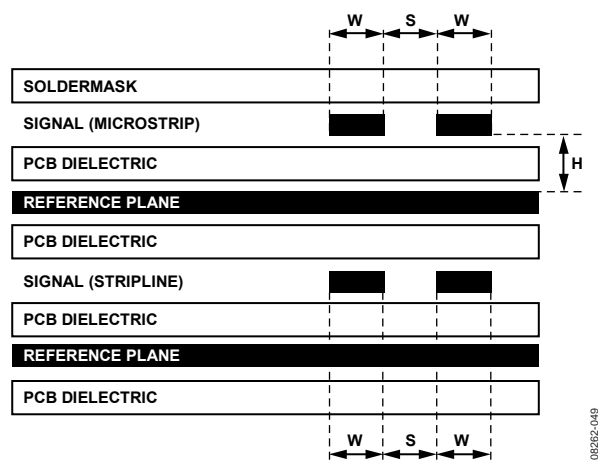 W S W
SOLDERMASK
SIGNAL (MICROSTRIP)
PCB DIELECTRIC
H
REFERENCE PLANE
PCB DIELECTRIC
SIGNAL (STRIPLINE)
PCB DIELECTRIC
REFERENCE PLANE
PCB DIELECTRIC
W S W
08262-049